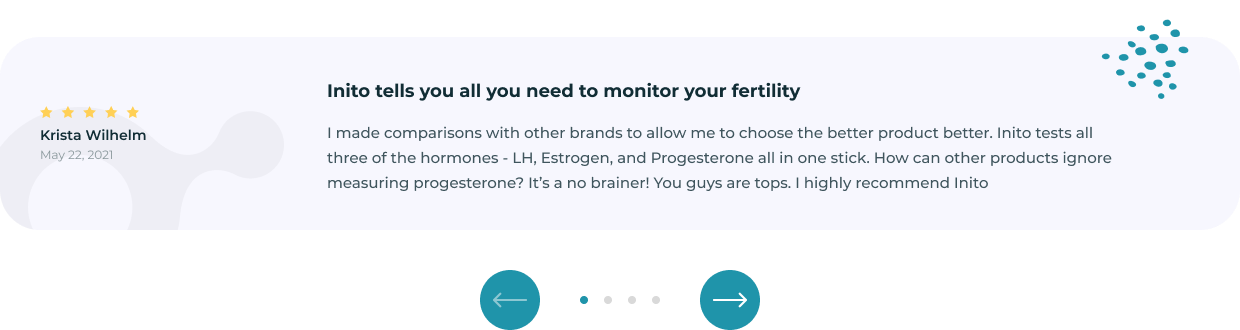 Krista Wilhelm
May 22, 2021
Inito tells you all you need to monitor your fertility
I made comparisons with other brands to allow me to choose the better product better. Inito tests all
three of the hormones - LH, Estrogen, and Progesterone all in one stick. How can other products ignore
measuring progesterone? It’s a no brainer! You guys are tops. I highly recommend Inito